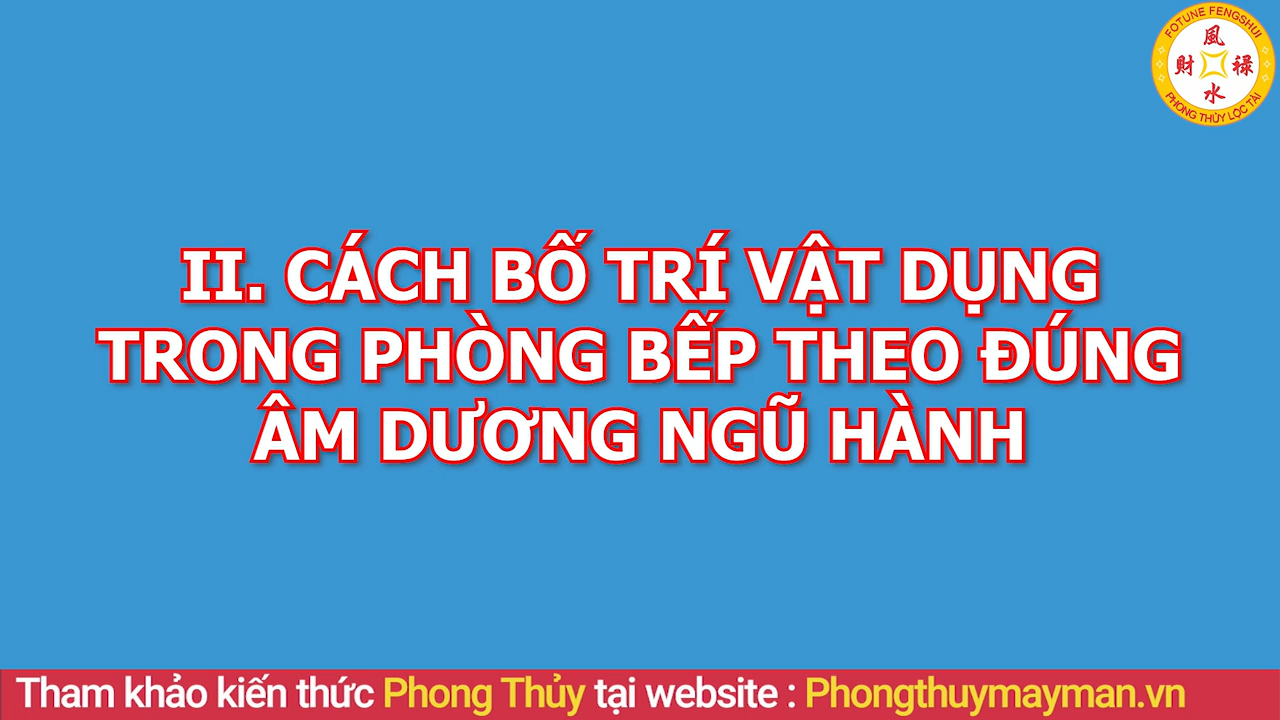 FOTUNE FENGSHUI
風
財 禄
水
PHONG THỦY LỘC TÀI
II. CÁCH BỐ TRÍ VẬT DỤNG
TRONG PHÒNG BẾP THEO ĐÚNG
ÂM DƯƠNG NGŨ HÀNH
Tham khảo kiến thức Phong Thủy tại website : Phongthuymayman.vn